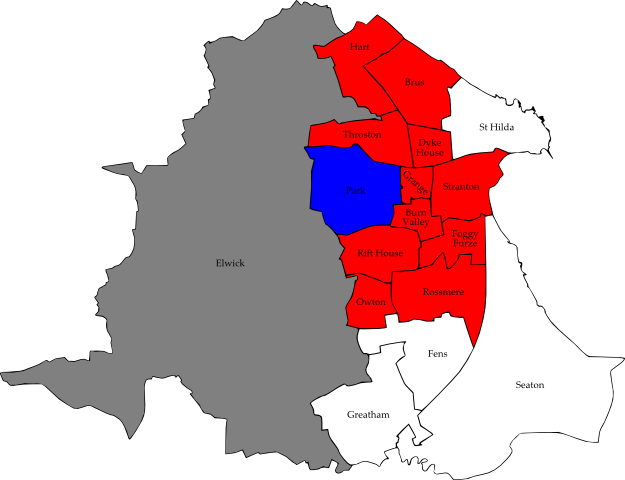 Hart
Brus
St Hilda
Throston
Dyke
House
Park
Grange
Stranton
Burn
Valley
Foggy
Furze
Rift House
Elwick
Owton
Rossmere
Fens
Seaton
Greatham